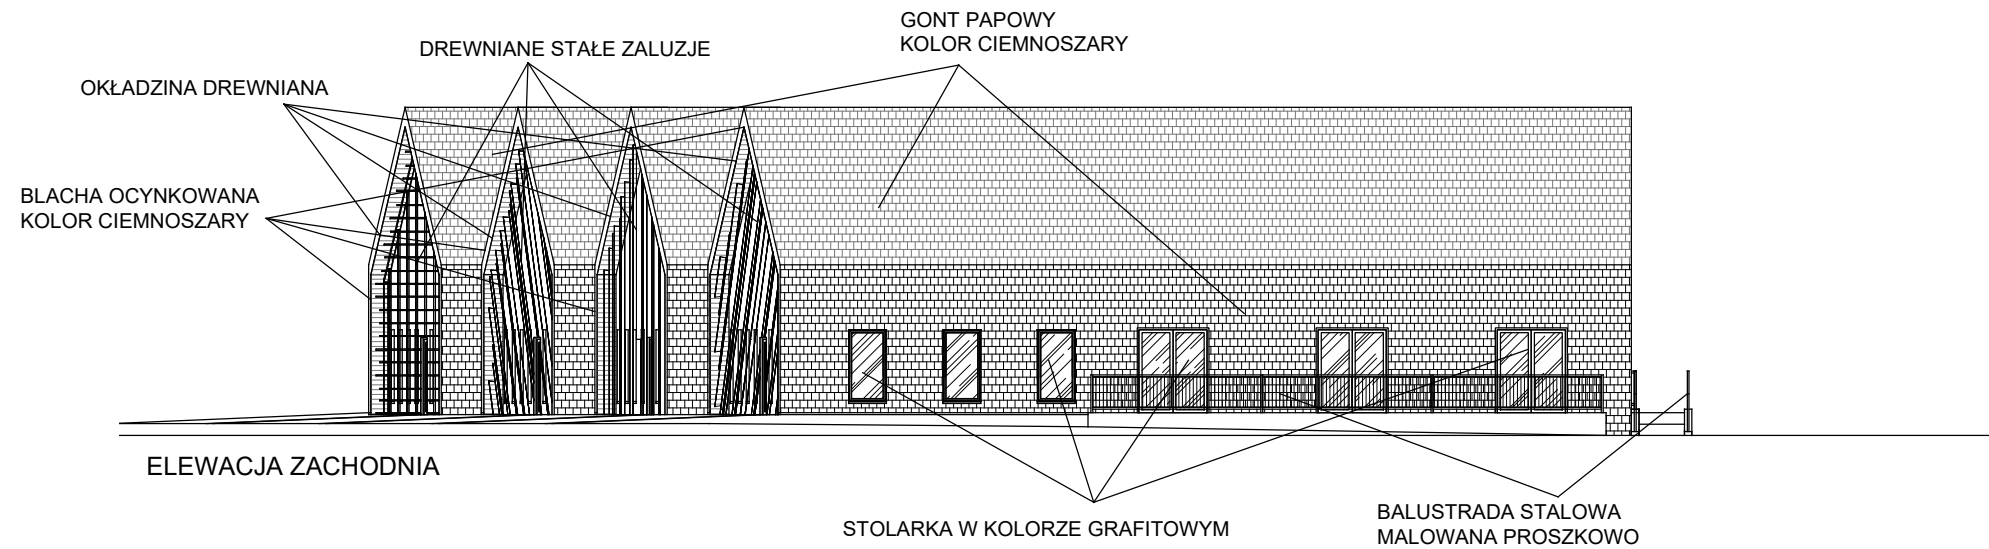 GONT PAPOWY
KOLOR CIEMNOSZARY
DREWNIANE STAŁE ZALUZJE
OKŁADZINA DREWNIANA
BLACHA OCYNKOWANA
KOLOR CIEMNOSZARY
ELEWACJA ZACHODNIA
STOLARKA W KOLORZE GRAFITOWYM
BALUSTRADA STALOWA
MALOWANA PROSZKOWO